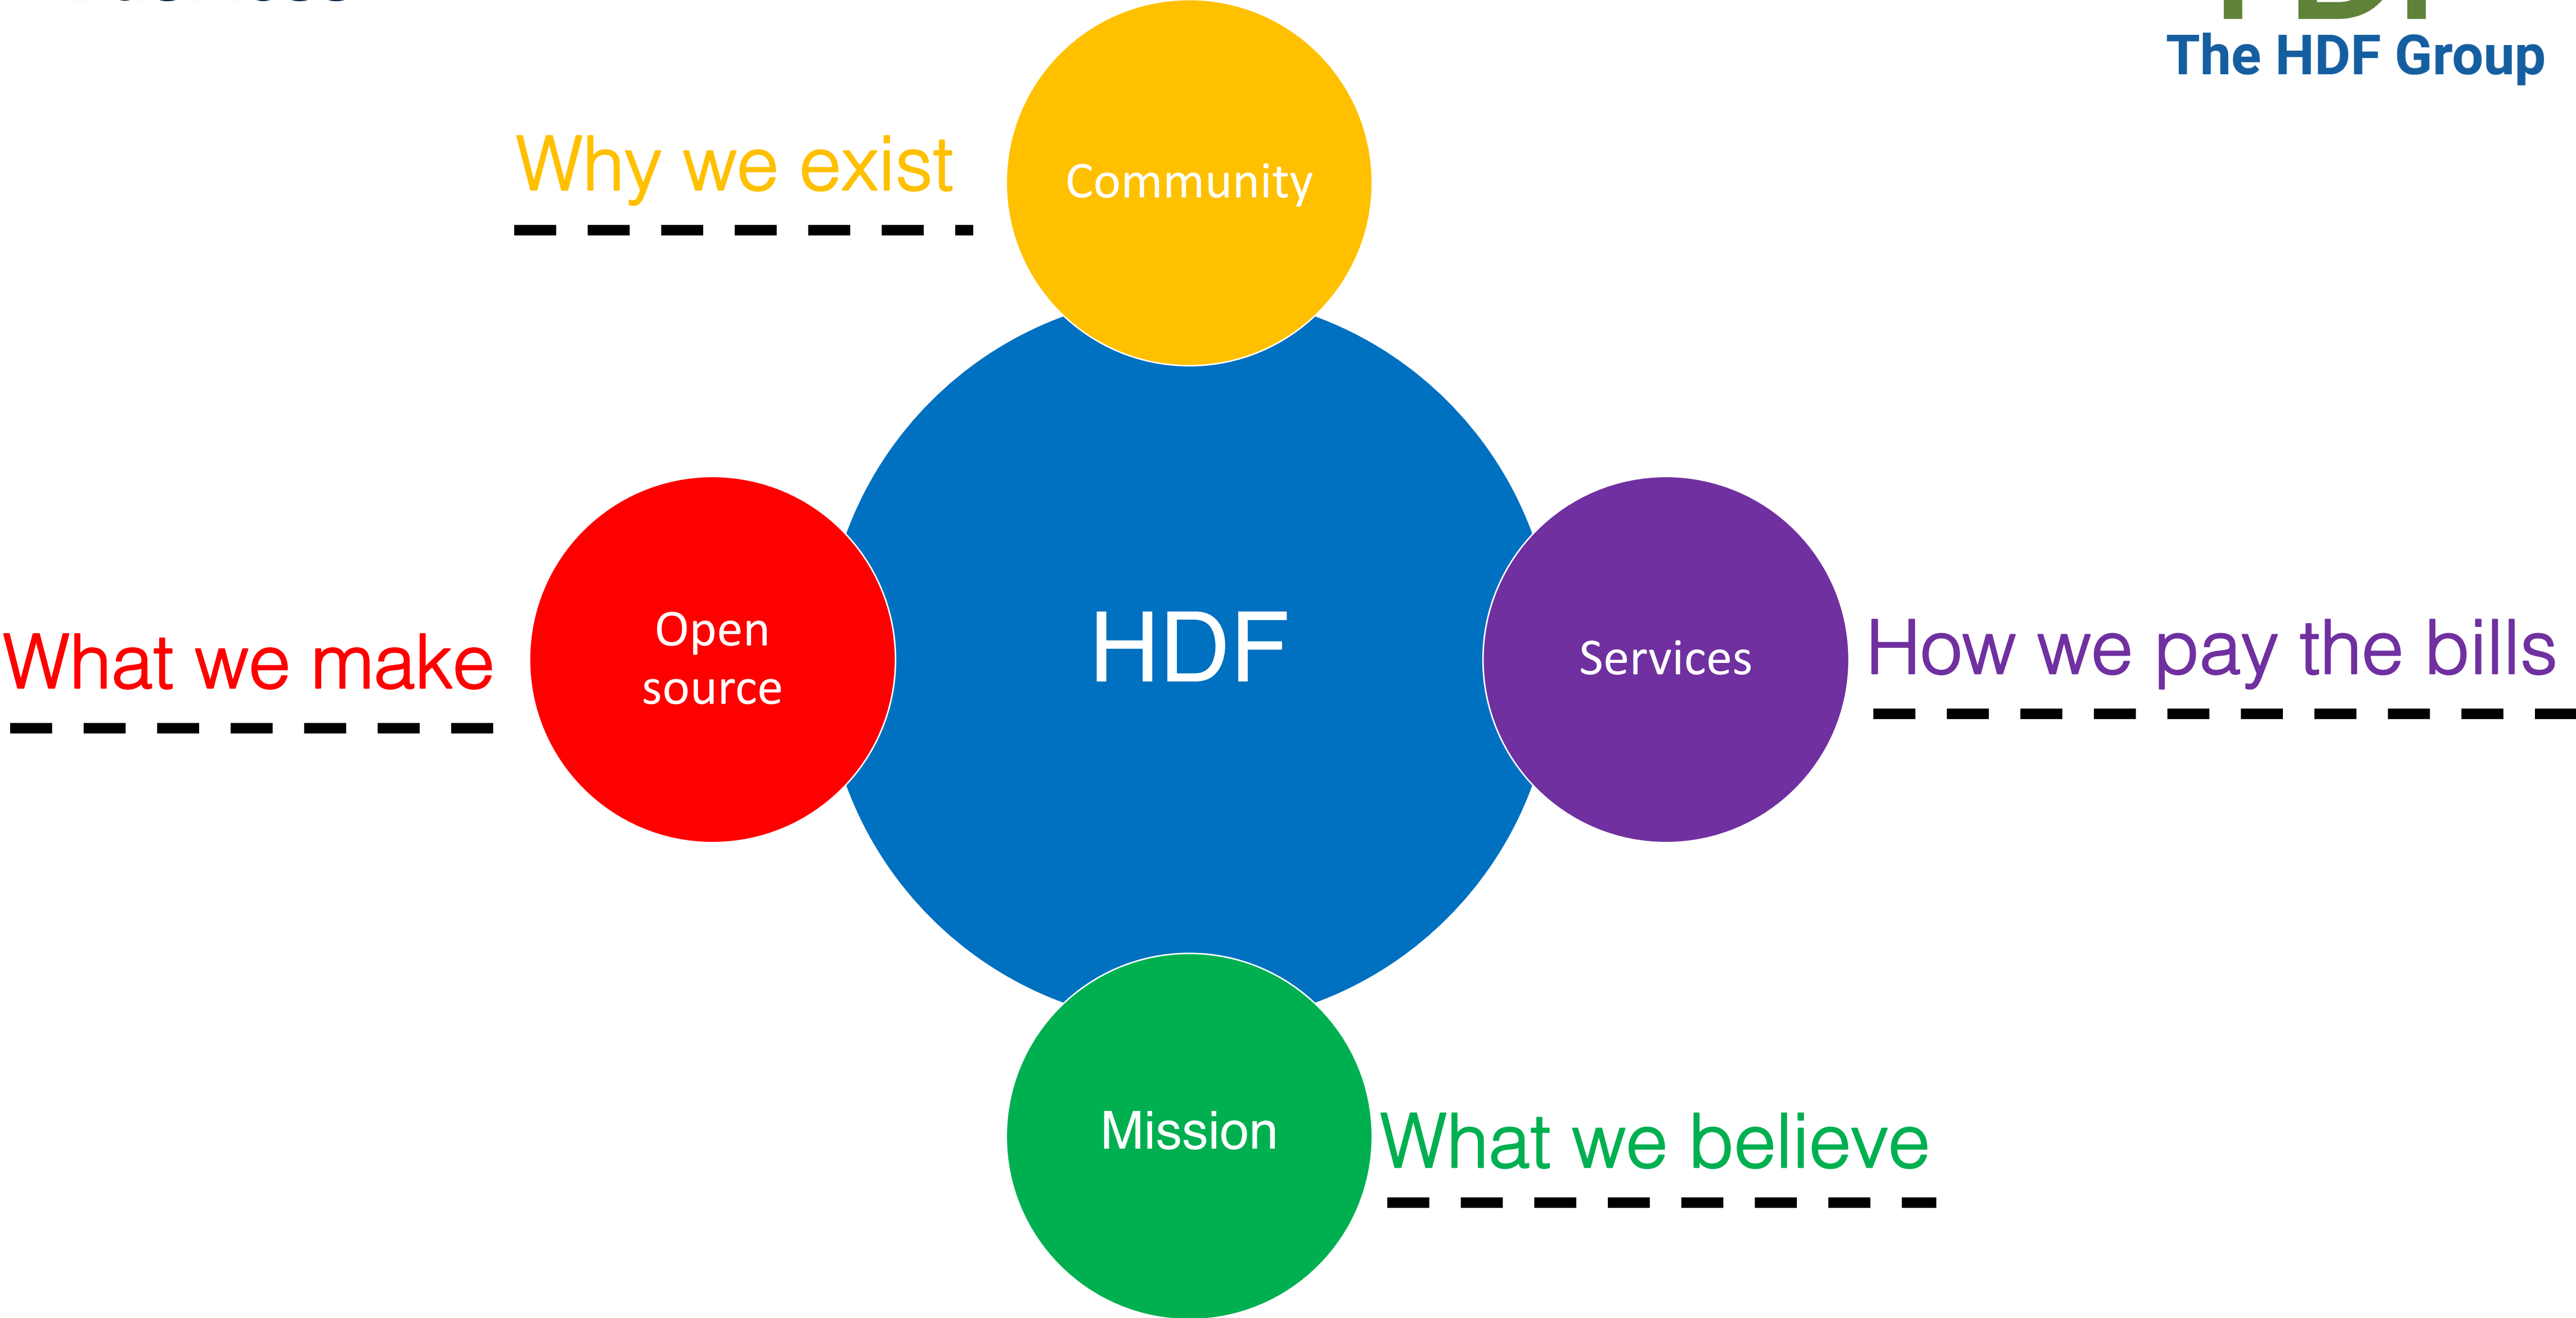 The HDF Group
Why we exist
Community
What we make
Open
source
HDF
Services
How we pay the bills
Mission
What we believe